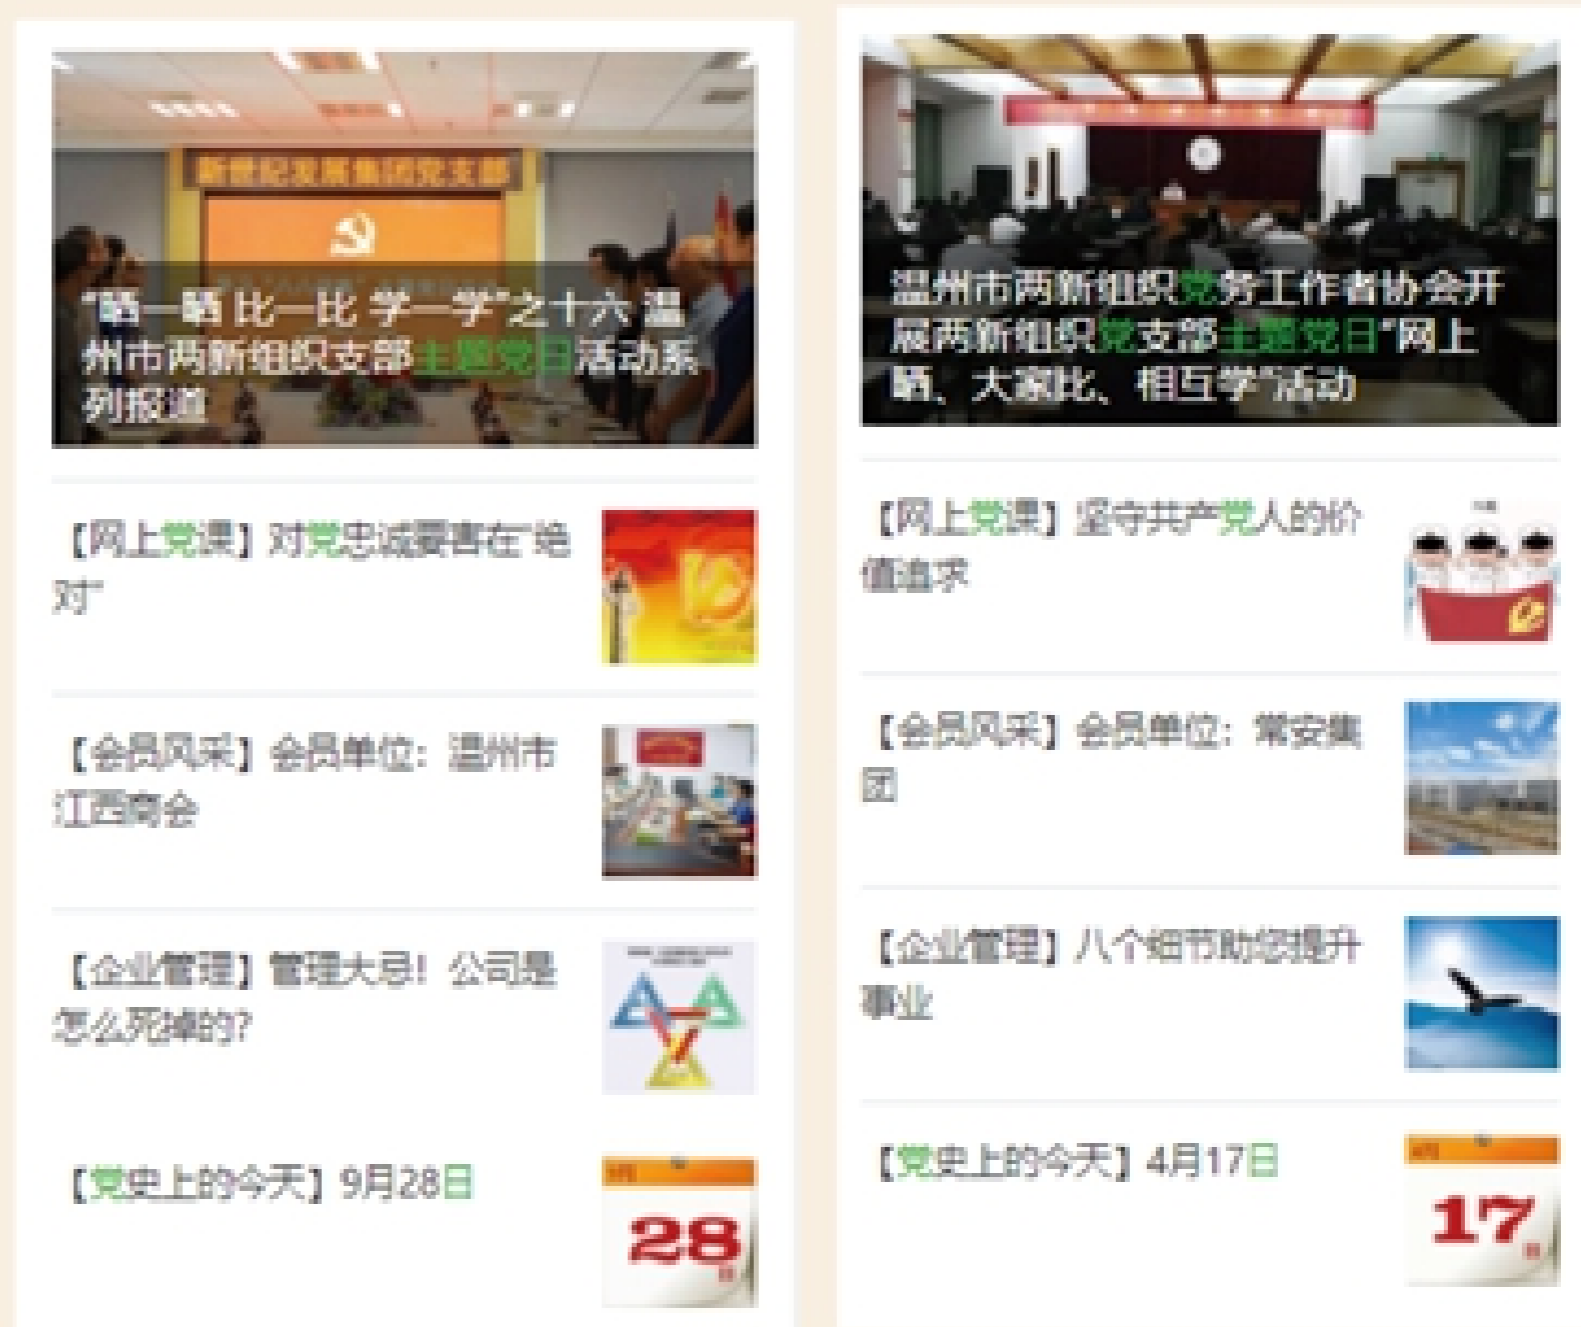 新世纪发展集团党支部
“晒一晒 比一比 学一学”之十六 温
州市两新组织支部主题党日活动系
列报道
【网上党课】对党忠诚要害在“绝
对”
【会员风采】会员单位：温州市
江西商会
【企业管理】管理大忌！公司是
怎么死掉的？
【党史上的今天】9月28日
28
日
温州市两新组织党务工作者协会开
展两新组织党支部主题党日“网上
晒、大家比、相互学”活动
【网上党课】坚守共产党人的价
值追求
【会员风采】会员单位：常安集
团
【企业管理】八个细节助您提升
事业
【党史上的今天】4月17日
17
日